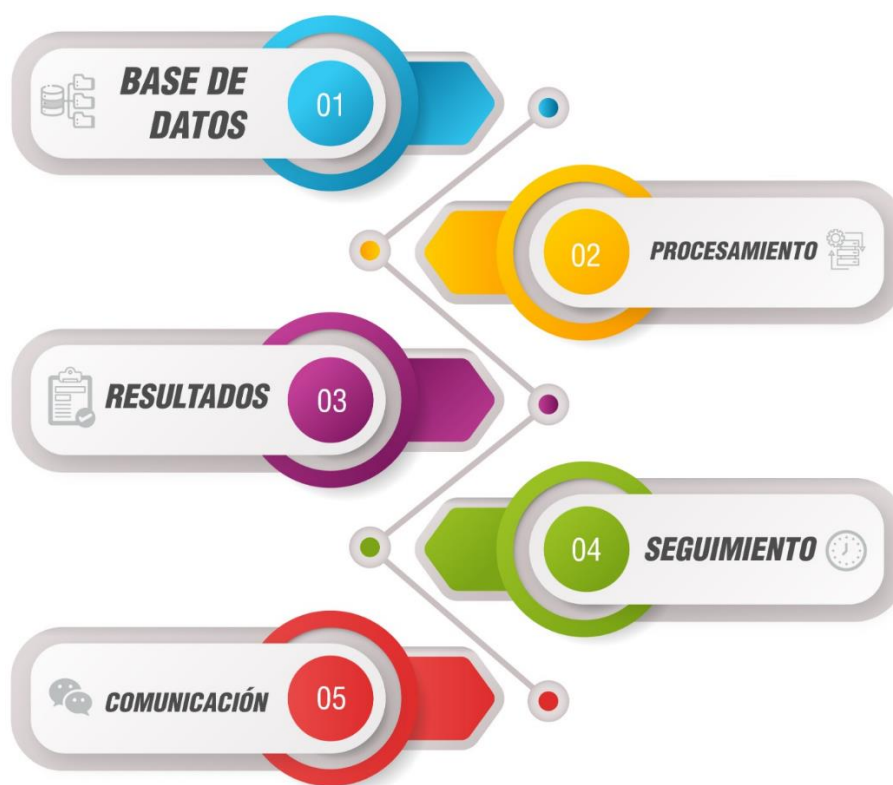 BASE DE
DATOS
01
02
PROCESAMIENTO
RESULTADOS
03
04
SEGUIMIENTO
COMUNICACIÓN
05